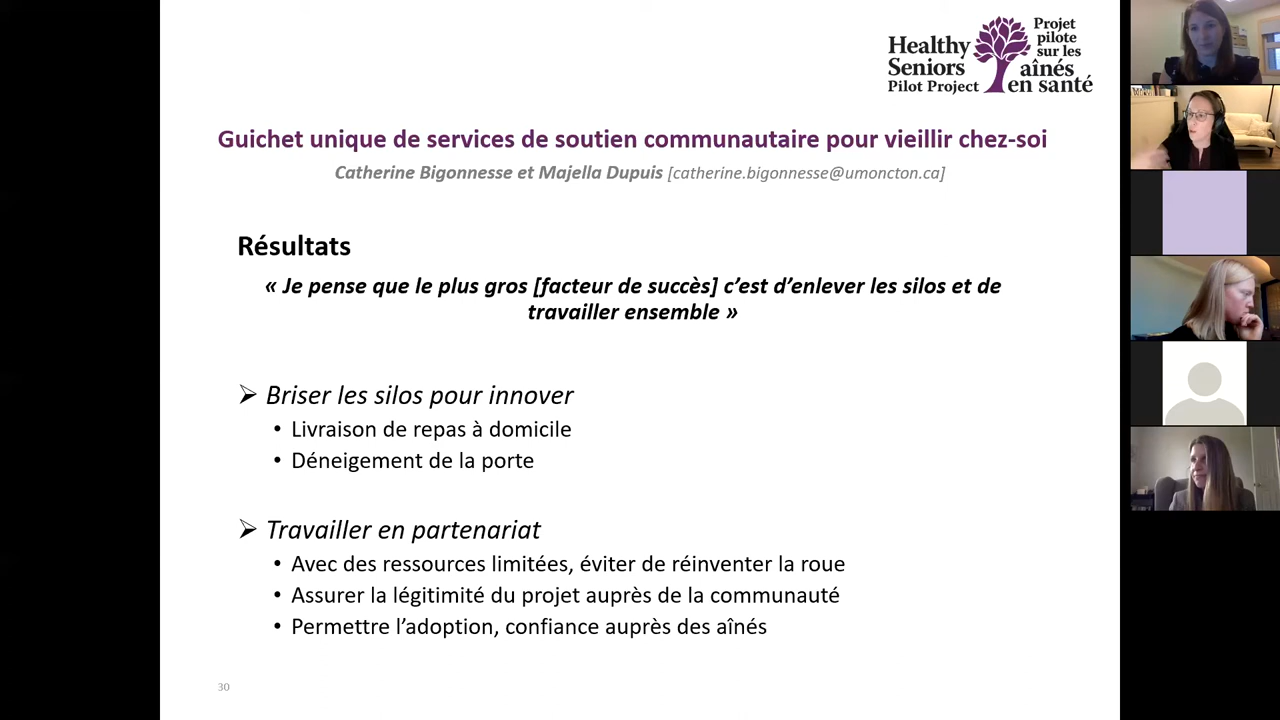 Healthy
Seniors
Pilot Project
Projet
pilote
sur les
aînés
en santé
Guichet unique de services de soutien communautaire pour vieillir chez-soi
Catherine Bigonnesse et Majella Dupuis [catherine.bigonnesse@umoncton.ca]
Résultats
« Je pense que le plus gros [facteur de succès] c’est d’enlever les silos et de
travailler ensemble »
➢ Briser les silos pour innover
• Livraison de repas à domicile
• Déneigement de la porte
➢ Travailler en partenariat
• Avec des ressources limitées, éviter de réinventer la roue
• Assurer la légitimité du projet auprès de la communauté
• Permettre l’adoption, confiance auprès des aînés
30